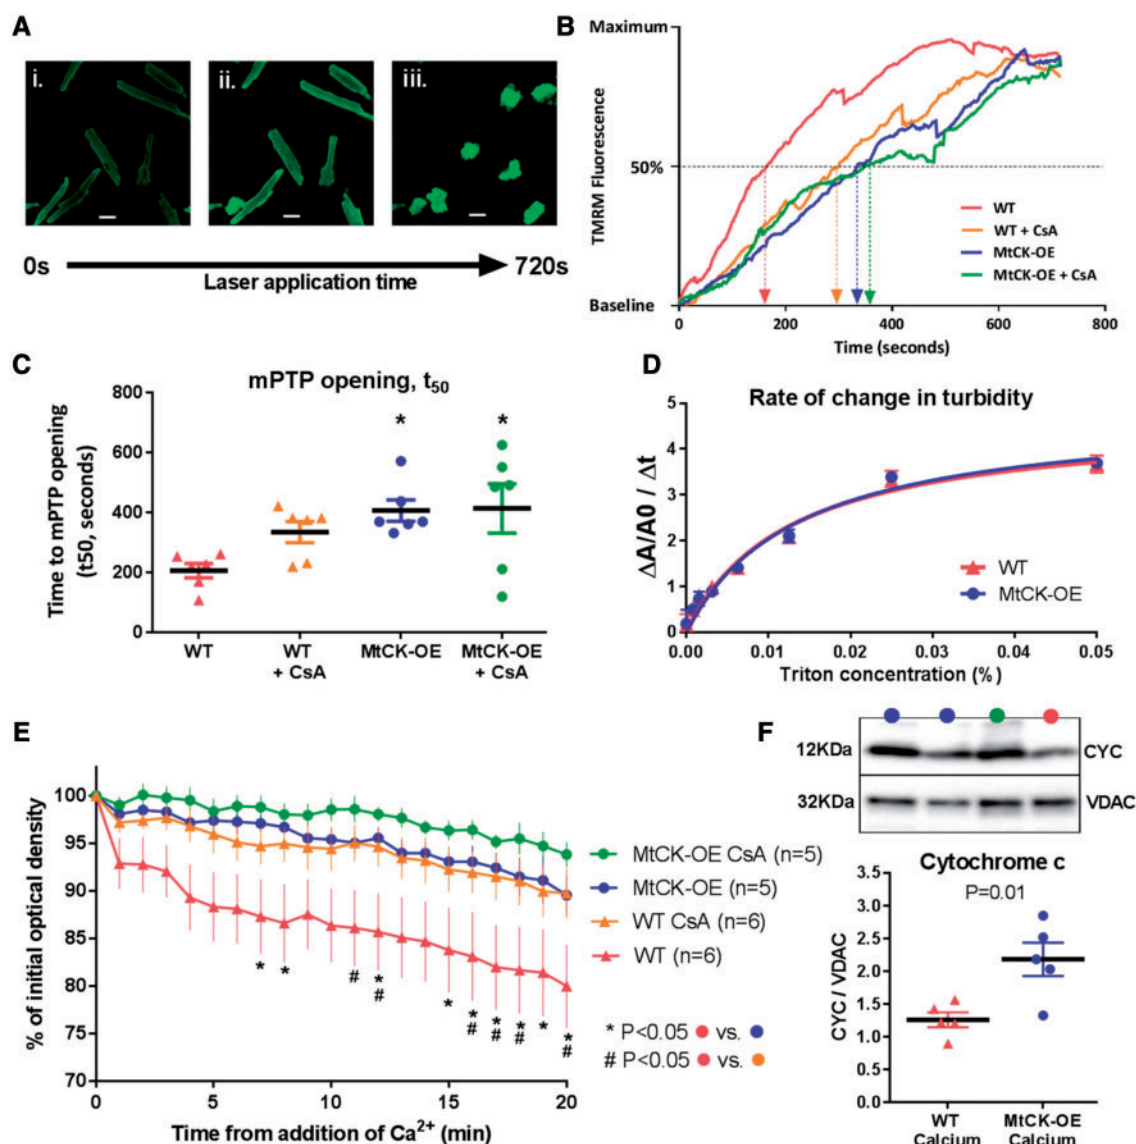 A
i.
ii.
iii.
0s
720s
Laser application time
B
Maximum
50%
Baseline
TMRM Fluorescence
WT
WT + CsA
MtCK-OE
MtCK-OE + CsA
0
200
400
600
800
Time (seconds)
C
mPTP opening, t50
Time to mPTP opening
(t50, seconds)
800
600
400
200
0
*
*
WT
WT
+ CsA
MtCK-OE
MtCK-OE
+ CsA
D
Rate of change in turbidity
ΔA/A0 / Δt
5
4
3
2
1
0
WT
MtCK-OE
0.00
0.01
0.02
0.03
0.04
0.05
Triton concentration (%)
E
% of initial optical density
100
95
90
85
80
75
70
* * # * # * * # * # * # * * #
MtCK-OE CsA (n=5)
MtCK-OE (n=5)
WT CsA (n=6)
WT (n=6)
* P<0.05 vs.
# P<0.05 vs.
0
5
10
15
20
Time from addition of Ca2+ (min)
F
12KDa
CYC
32KDa
VDAC
Cytochrome c
P=0.01
CYC / VDAC
3.5
3.0
2.5
2.0
1.5
1.0
0.5
0.0
WT
Calcium
MtCK-OE
Calcium